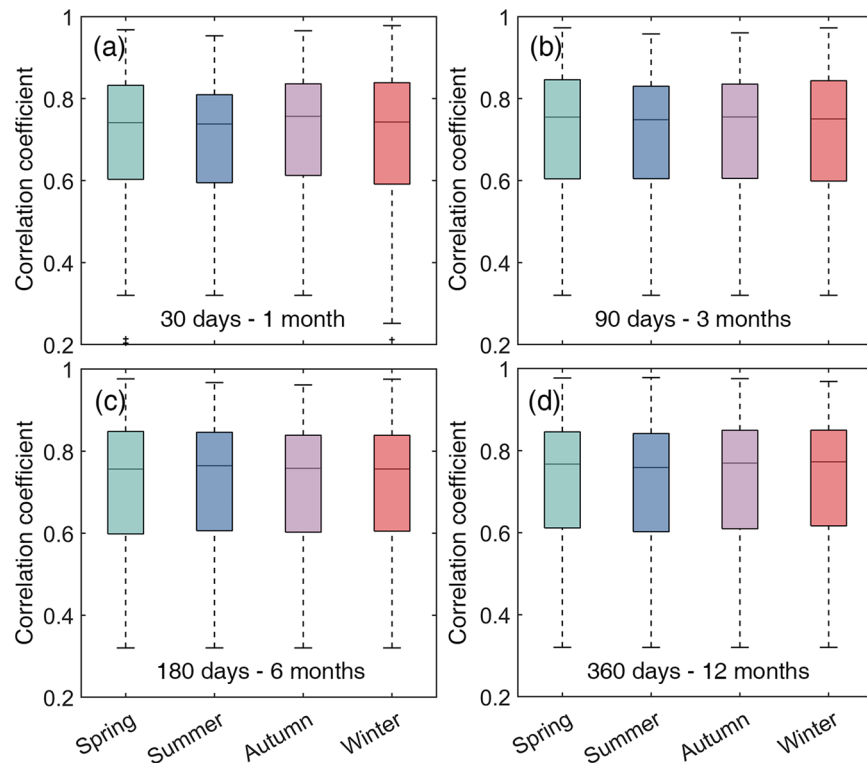 (a)
Correlation coefficient
1
0.8
0.6
0.4
0.2
30 days - 1 month
(b)
Correlation coefficient
1
0.8
0.6
0.4
0.2
90 days - 3 months
(c)
Correlation coefficient
1
0.8
0.6
0.4
0.2
180 days - 6 months
Spring Summer Autumn Winter
(d)
Correlation coefficient
1
0.8
0.6
0.4
0.2
360 days - 12 months
Spring Summer Autumn Winter